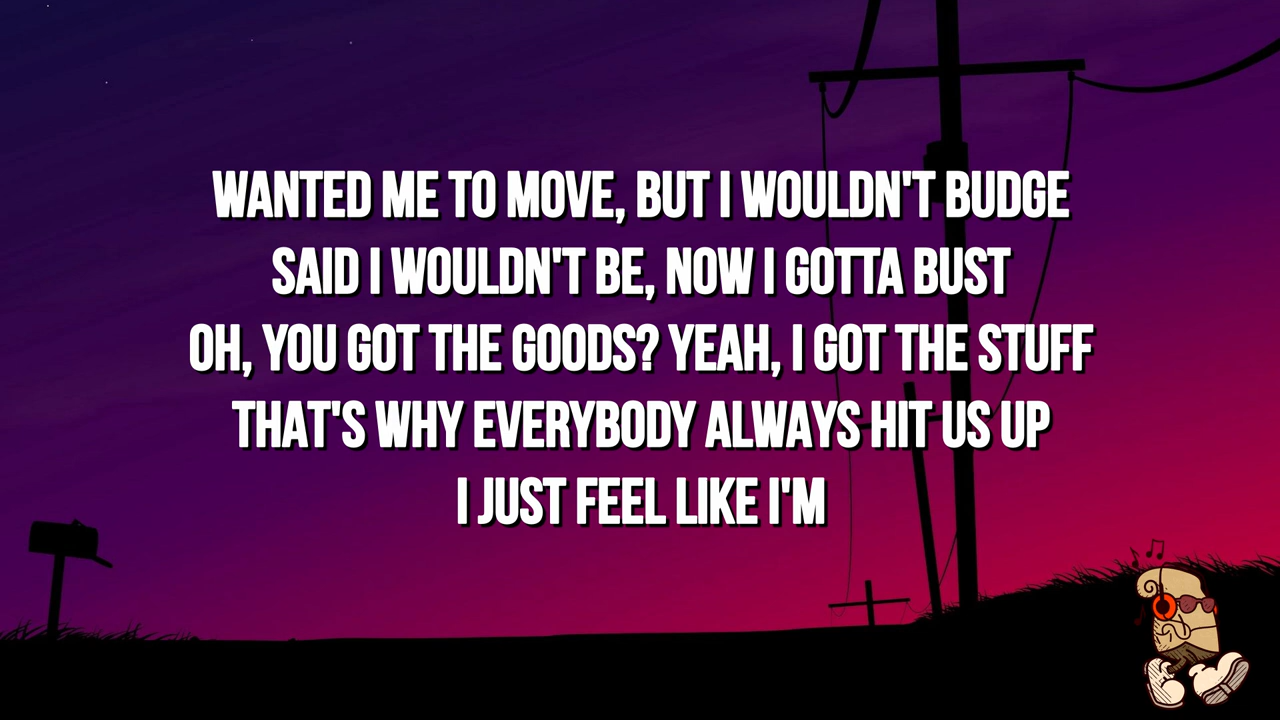 WANTED ME TO MOVE, BUT I WOULDN'T BUDGE
SAID I WOULDN'T BE, NOW I GOTTA BUST
OH, YOU GOT THE GOODS? YEAH, I GOT THE STUFF
THAT'S WHY EVERYBODY ALWAYS HIT US UP
I JUST FEEL LIKE I'M